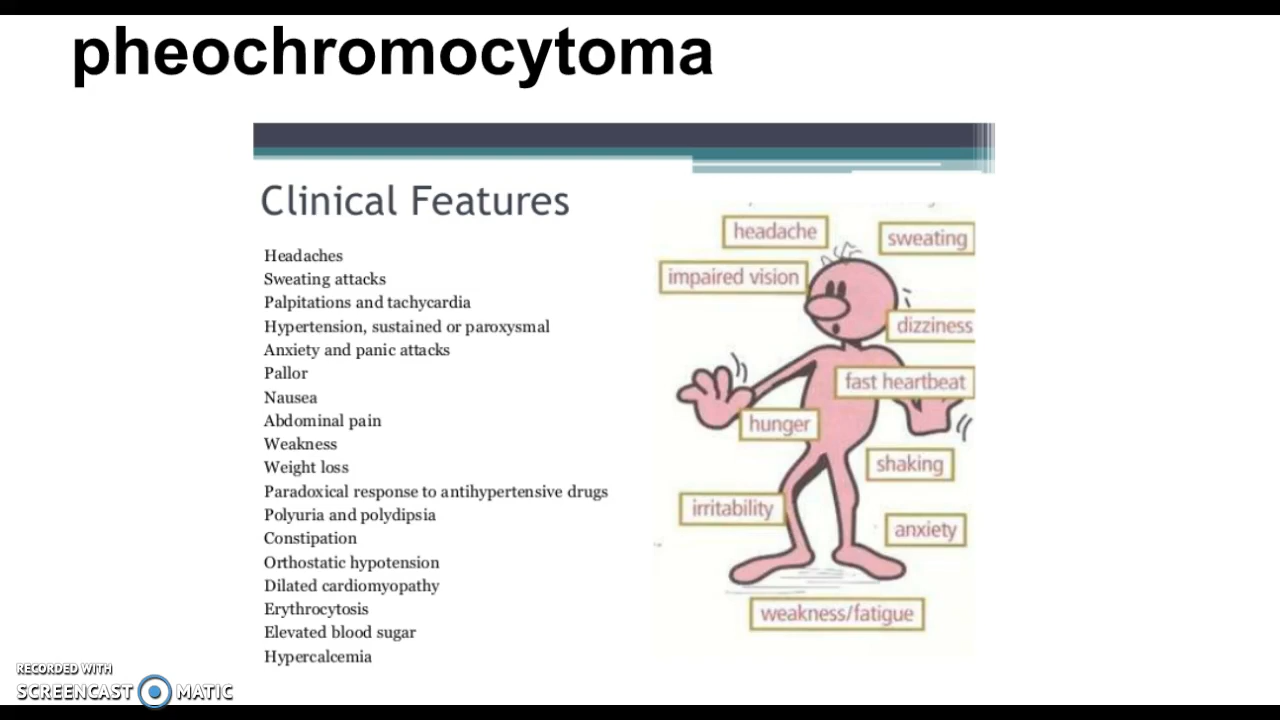 pheochromocytoma
Clinical Features
Headaches
Sweating attacks
Palpitations and tachycardia
Hypertension, sustained or paroxysmal
Anxiety and panic attacks
Pallor
Nausea
Abdominal pain
Weakness
Weight loss
Paradoxical response to antihypertensive drugs
Polyuria and polydipsia
Constipation
Orthostatic hypotension
Dilated cardiomyopathy
Erythrocytosis
Elevated blood sugar
Hypercalcemia
headache
sweating
impaired vision
dizziness
fast heartbeat
hunger
shaking
irritability
anxiety
weakness/fatigue
RECORDED WITH
SCREENCAST MATIC